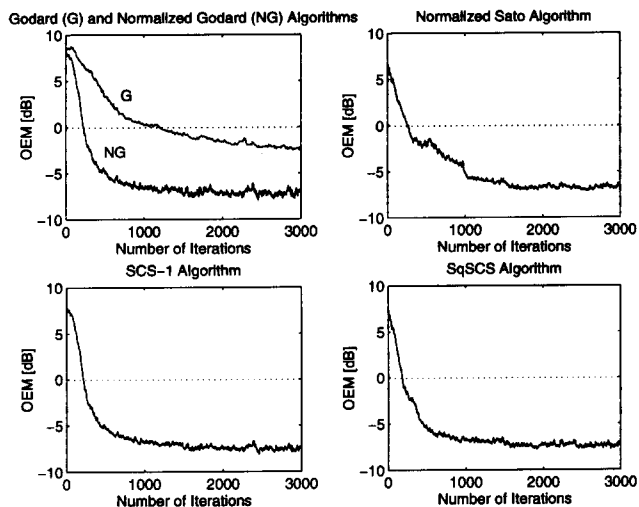 Godard (G) and Normalized Godard (NG) Algorithms
10
5
0
−5
−10
OEM [dB]
G
NG
0 1000 2000 3000
Number of Iterations
Normalized Sato Algorithm
10
5
0
−5
−10
OEM [dB]
0 1000 2000 3000
Number of Iterations
SCS−1 Algorithm
10
5
0
−5
−10
OEM [dB]
0 1000 2000 3000
Number of Iterations
SqSCS Algorithm
10
5
0
−5
−10
OEM [dB]
0 1000 2000 3000
Number of Iterations